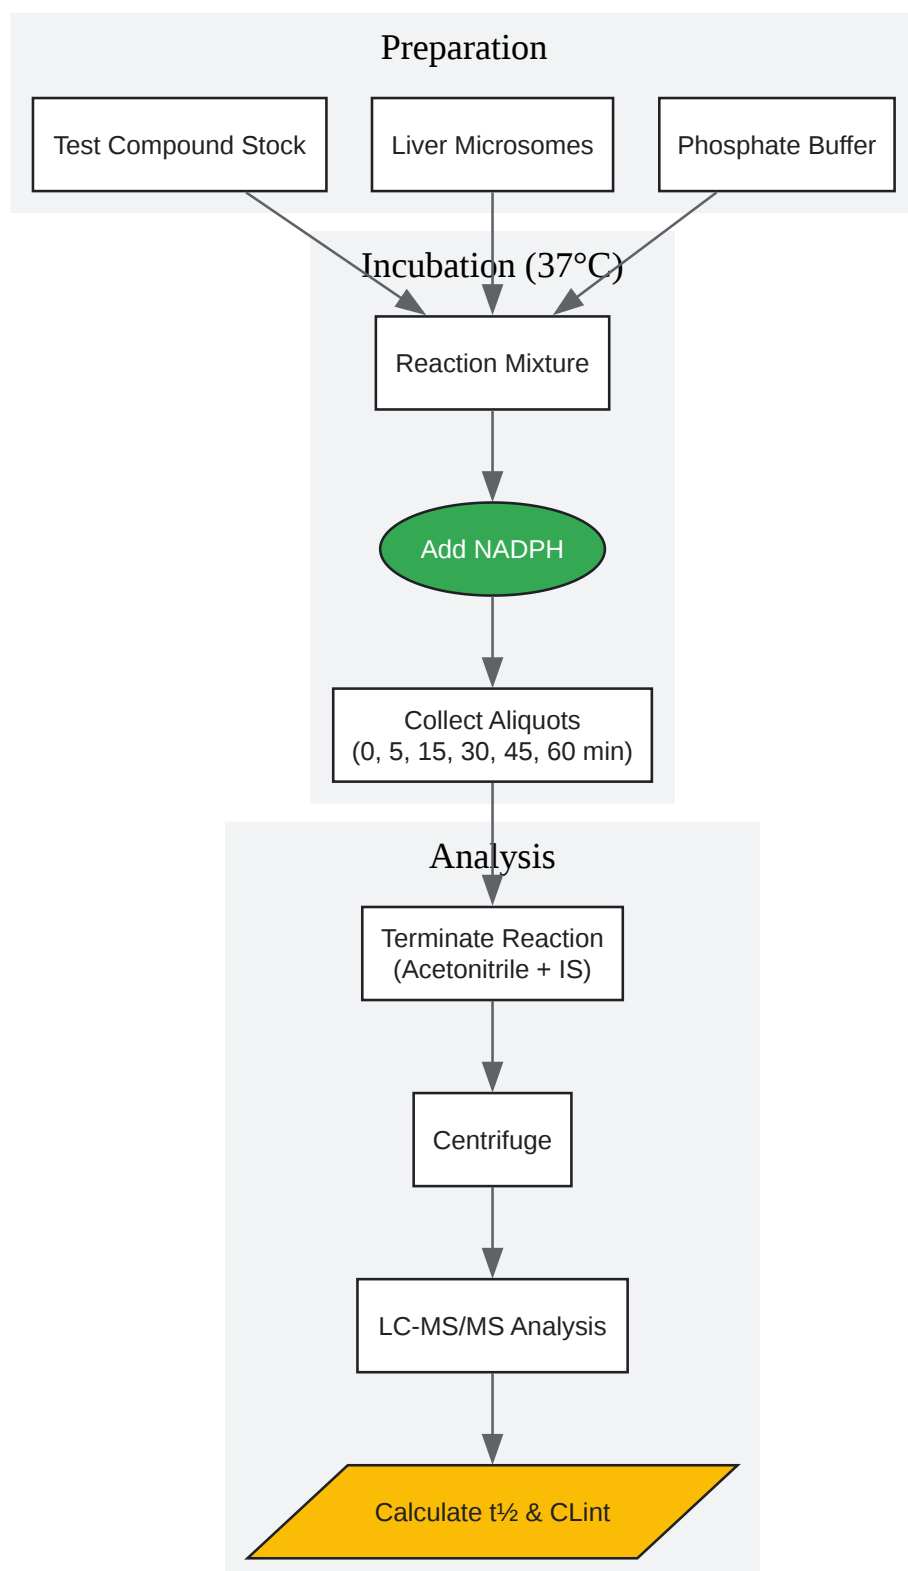 Preparation
Test Compound Stock
Liver Microsomes
Phosphate Buffer
Incubation (37°C)
Reaction Mixture
Add NADPH
Collect Aliquots
(0, 5, 15, 30, 45, 60 min)
Analysis
Terminate Reaction
(Acetonitrile + IS)
Centrifuge
LC-MS/MS Analysis
Calculate t½ & CLint